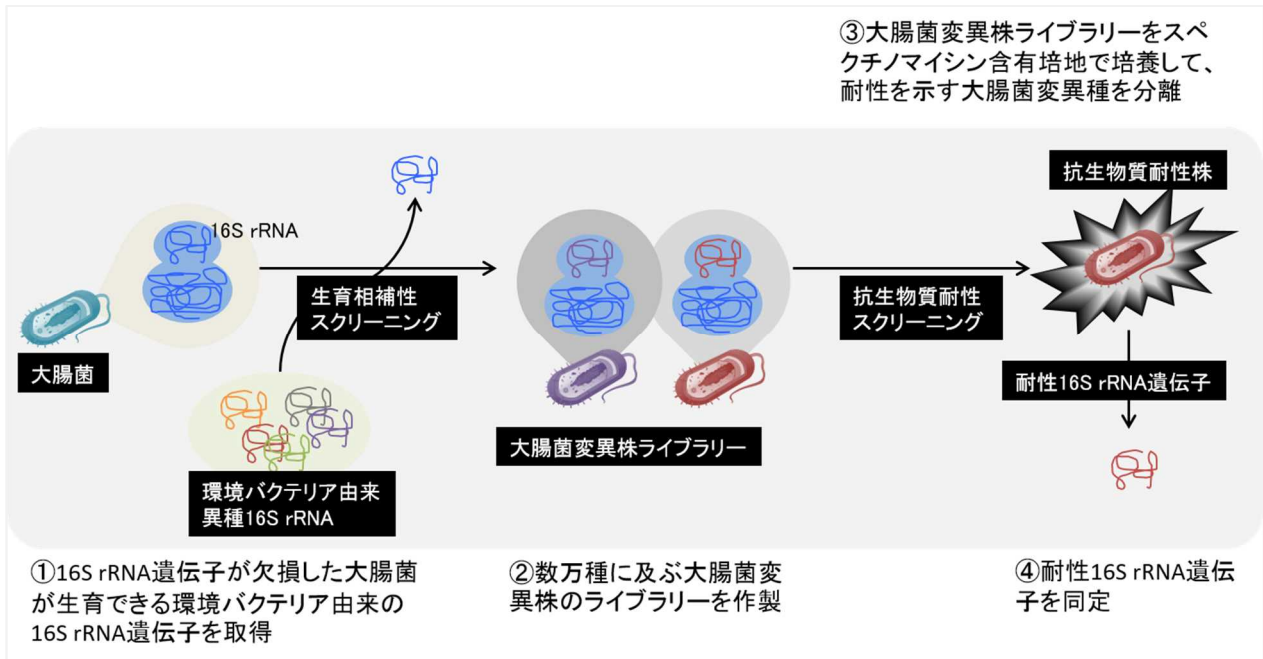 ③大腸菌変異株ライブラリーをスペ
クチノマイシン含有培地で培養して、
耐性を示す大腸菌変異種を分離
抗生物質耐性株
16S rRNA
生育相補性
スクリーニング
抗生物質耐性
スクリーニング
大腸菌
耐性16S rRNA遺伝子
大腸菌変異株ライブラリー
環境バクテリア由来
異種16S rRNA
①16S rRNA遺伝子が欠損した大腸菌
が生育できる環境バクテリア由来の
16S rRNA遺伝子を取得
②数万種に及ぶ大腸菌変
異株のライブラリーを作製
④耐性16S rRNA遺伝
子を同定